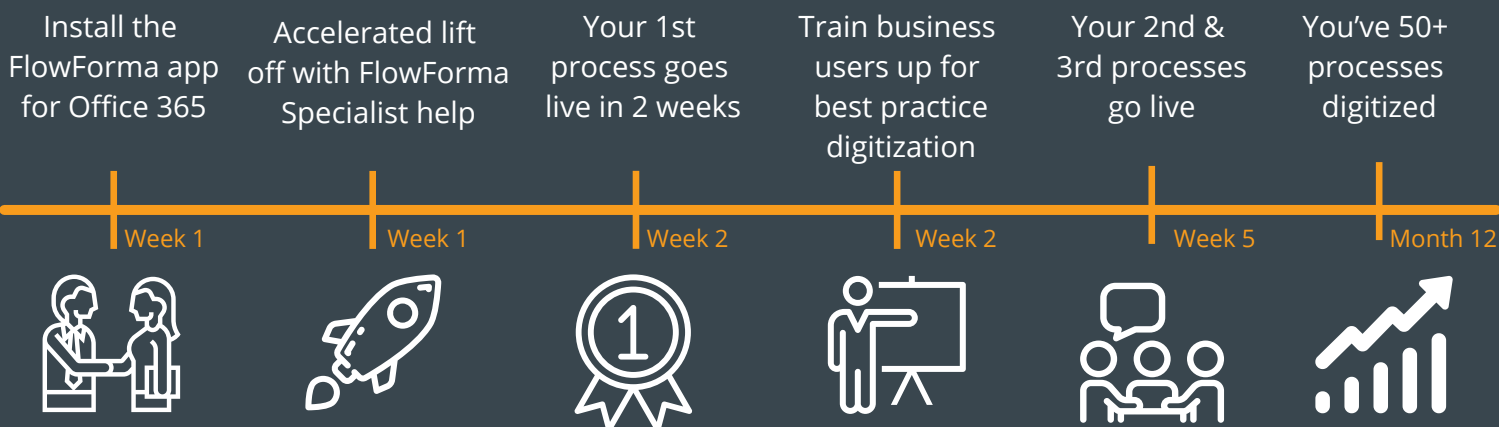 Install the
FlowForma app
for Office 365
Accelerated lift
off with FlowForma
Specialist help
Your 1st
process goes
live in 2 weeks
Train business
users up for
best practice
digitization
Your 2nd &
3rd processes
go live
You’ve 50+
processes
digitized
Week 1
Week 1
Week 2
Week 2
Week 5
Month 12
1